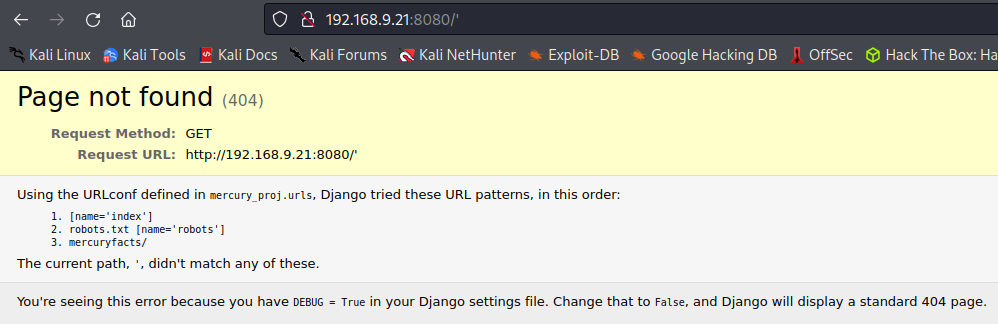 192.168.9.21:8080/'
Kali Linux Kali Tools Kali Docs Kali Forums Kali NetHunter Exploit-DB Google Hacking DB OffSec Hack The Box: Ha
Page not found (404)
Request Method: GET
Request URL: http://192.168.9.21:8080/'
Using the URLconf defined in mercury_proj.urls, Django tried these URL patterns, in this order:
1. [name='index']
2. robots.txt [name='robots']
3. mercuryfacts/
The current path, ', didn't match any of these.
You're seeing this error because you have DEBUG = True in your Django settings file. Change that to False, and Django will display a standard 404 page.